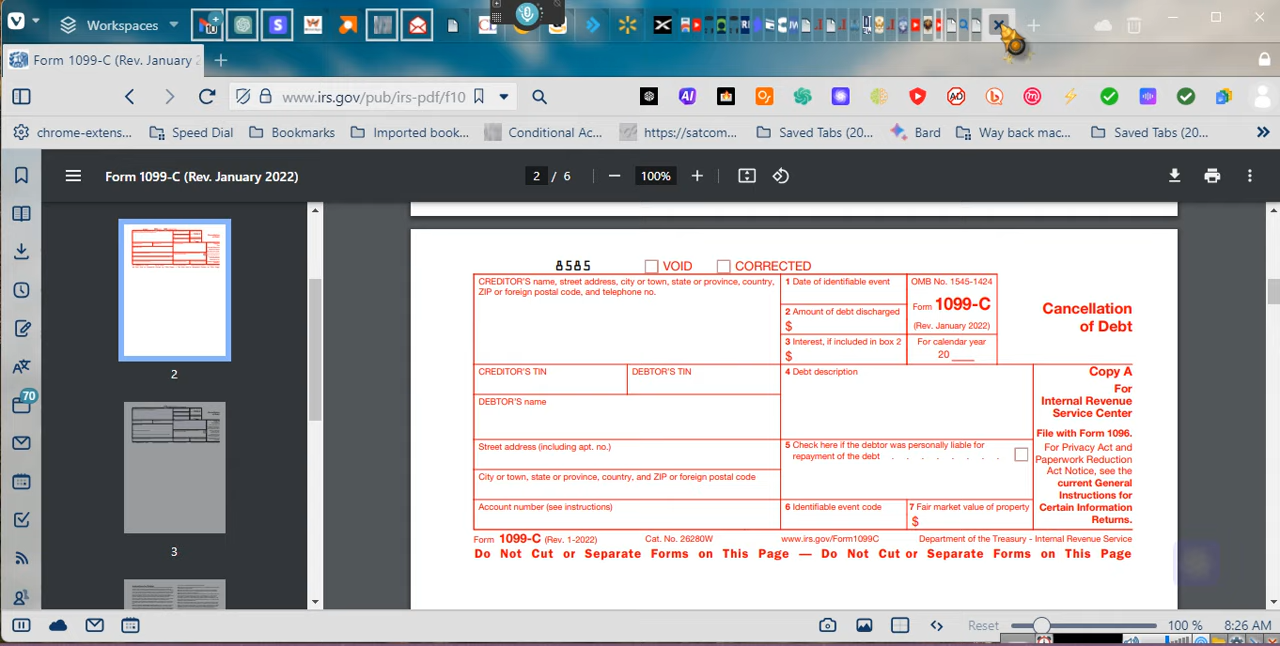 Workspaces
Form 1099-C (Rev. January 2
www.irs.gov/pub/irs-pdf/f10
chrome-exten...
Speed Dial
Bookmarks
Imported book...
Conditional Ac...
https://satcom...
Saved Tabs (20...
Bard
Way back mac...
Saved Tabs (20...
Form 1099-C (Rev. January 2022)
2 / 6
100%
2
3
70
8585
VOID
CORRECTED
CREDITOR'S name, street address, city or town, state or province, country,
ZIP or foreign postal code, and telephone no.
1 Date of identifiable event
2 Amount of debt discharged
$
3 Interest, if included in box 2
$
OMB No. 1545-1424
Form 1099-C
(Rev. January 2022)
For calendar year
20 ____
Cancellation
of Debt
CREDITOR'S TIN
DEBTOR'S TIN
4 Debt description
DEBTOR'S name
Street address (including apt. no.)
5 Check here if the debtor was personally liable for
repayment of the debt . . . . . . . .
City or town, state or province, country, and ZIP or foreign postal code
Account number (see instructions)
6 Identifiable event code
7 Fair market value of property
$
Copy A
For
Internal Revenue
Service Center
File with Form 1096.
For Privacy Act and
Paperwork Reduction
Act Notice, see the
current General
Instructions for
Certain Information
Returns.
Form 1099-C (Rev. 1-2022)
Cat. No. 26280W
www.irs.gov/Form1099C
Department of the Treasury - Internal Revenue Service
Do Not Cut or Separate Forms on This Page — Do Not Cut or Separate Forms on This Page
Reset
100 %
8:26 AM